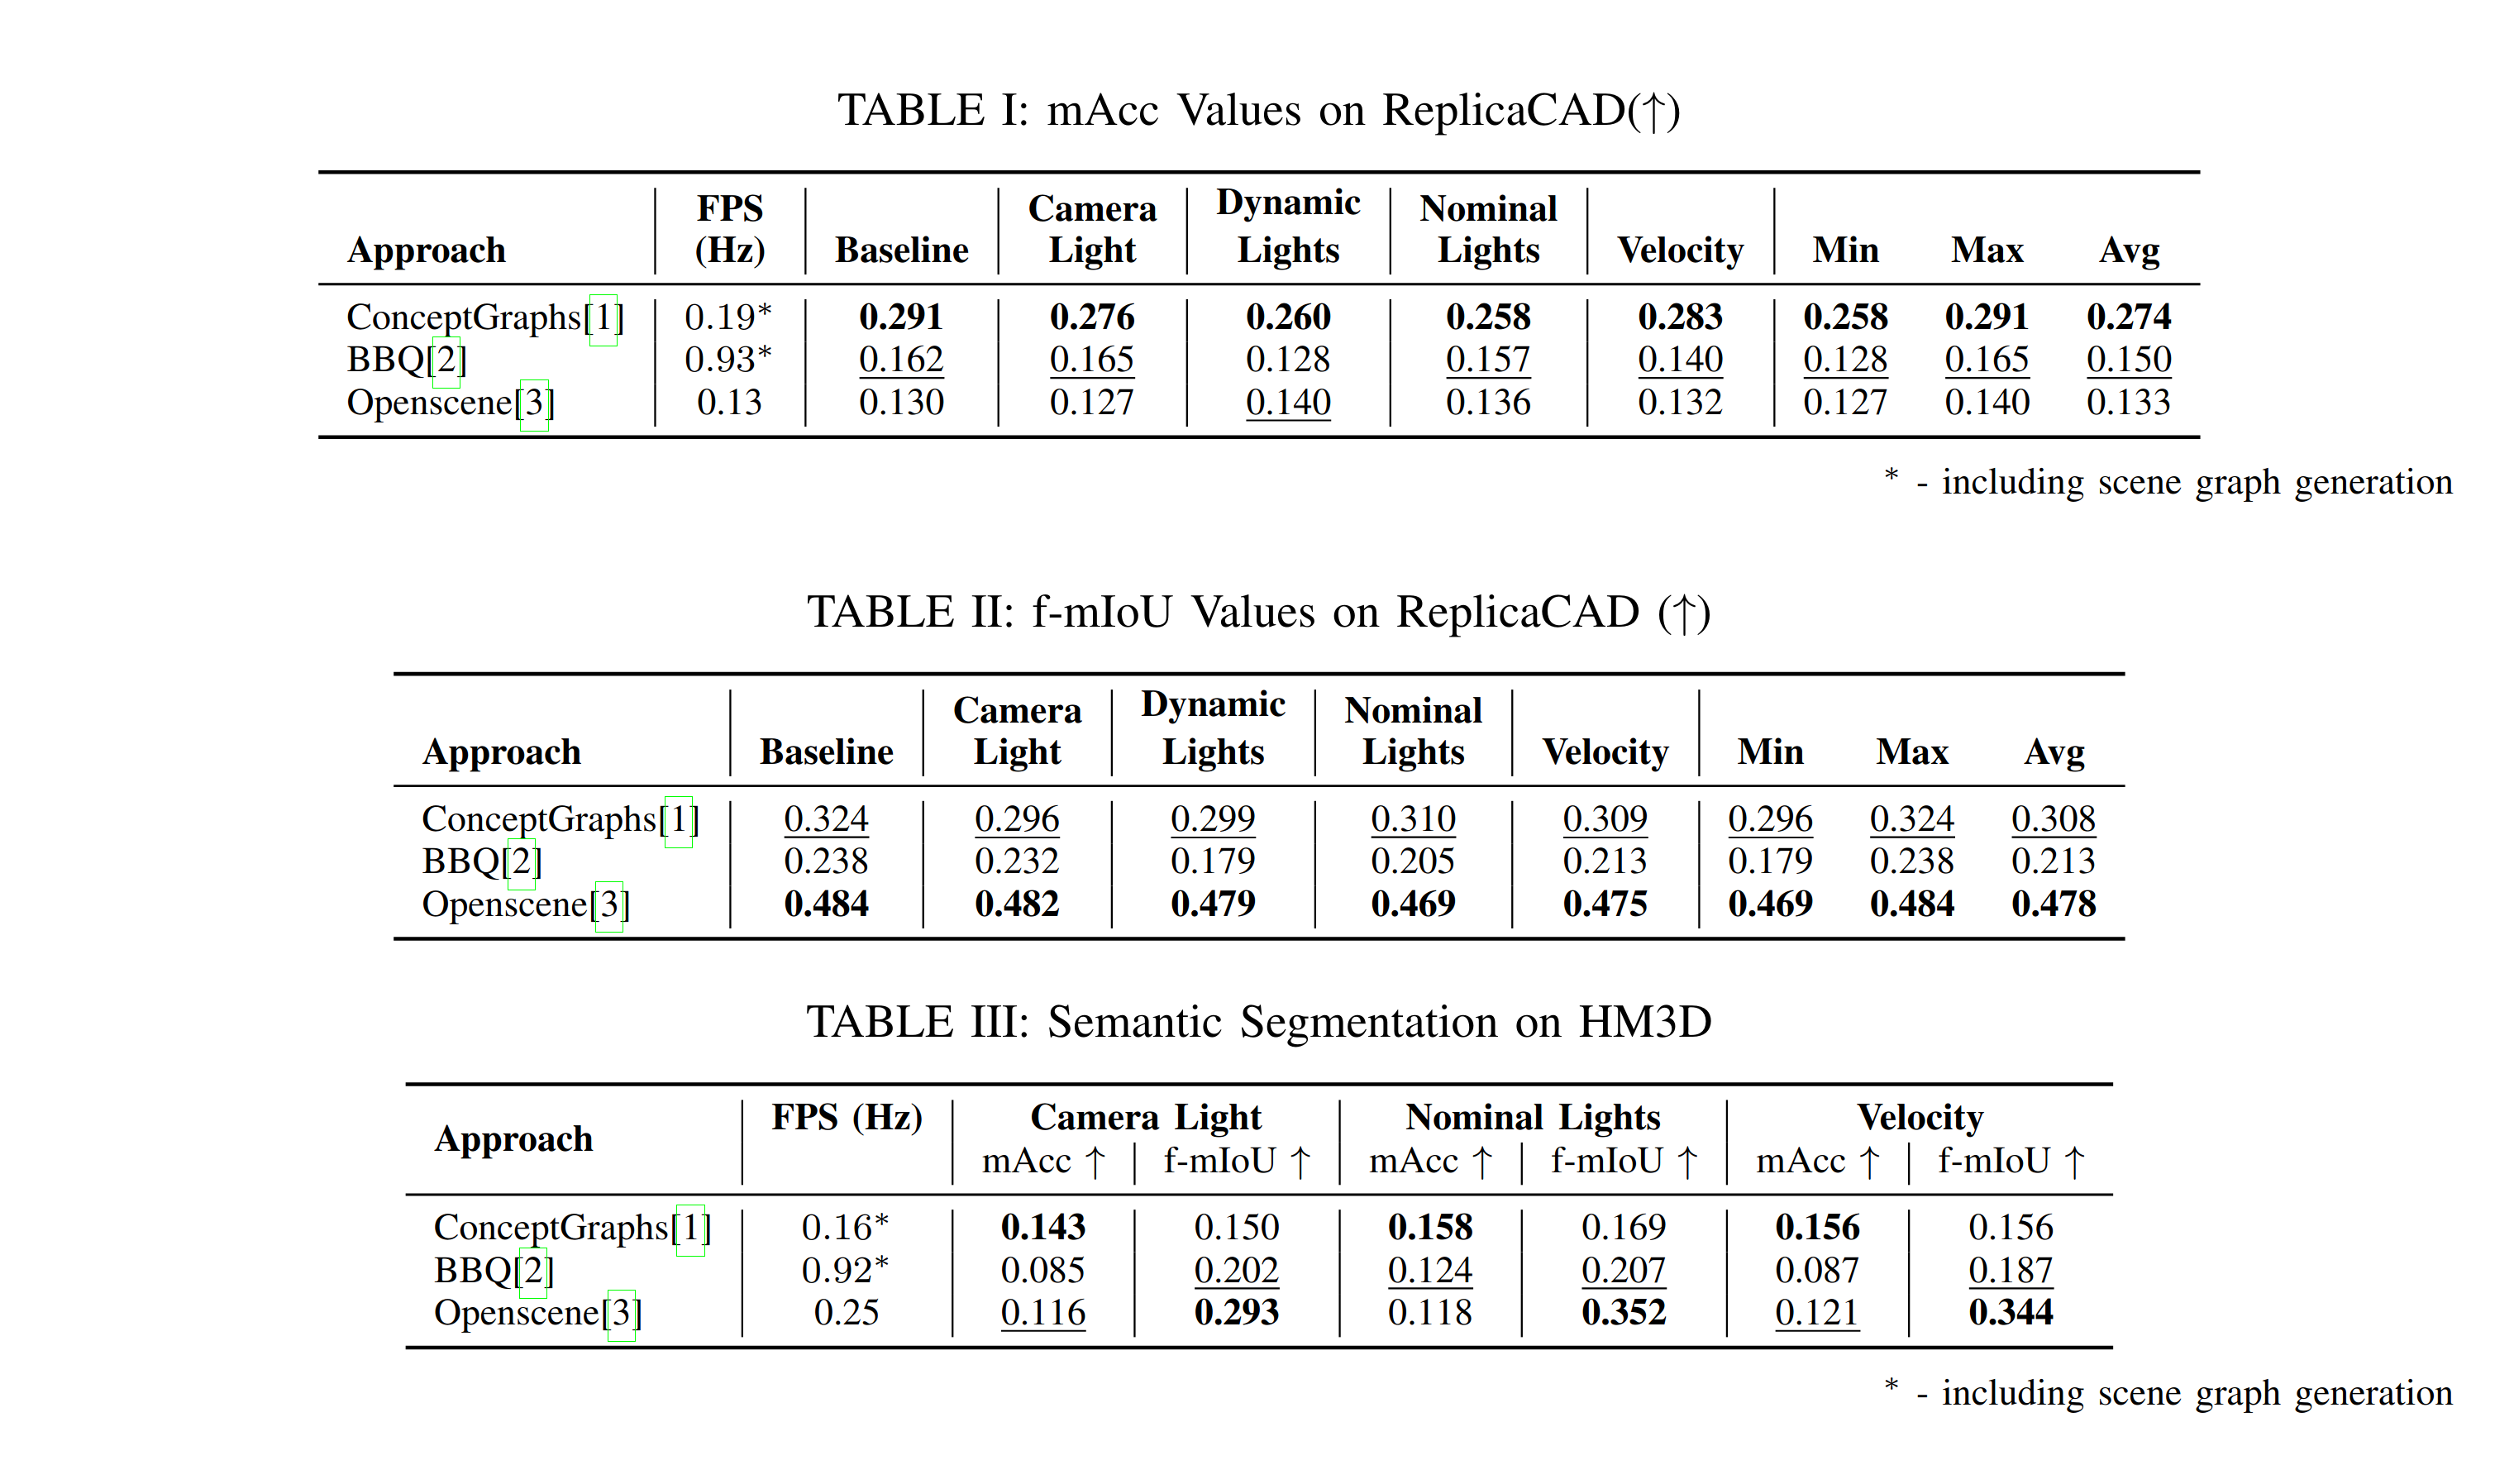 TABLE I: mAcc Values on ReplicaCAD(↑)
Approach FPS (Hz) Baseline Camera Light Dynamic Lights Nominal Lights Velocity Min Max Avg
ConceptGraphs[1] 0.19* 0.291 0.276 0.260 0.258 0.283 0.258 0.291 0.274
BBQ[2] 0.93* 0.162 0.165 0.128 0.157 0.140 0.128 0.165 0.150
Openscene[3] 0.13 0.130 0.127 0.140 0.136 0.132 0.127 0.140 0.133
* - including scene graph generation
TABLE II: f-mIoU Values on ReplicaCAD (↑)
Approach Baseline Camera Light Dynamic Lights Nominal Lights Velocity Min Max Avg
ConceptGraphs[1] 0.324 0.296 0.299 0.310 0.309 0.296 0.324 0.308
BBQ[2] 0.238 0.232 0.179 0.205 0.213 0.179 0.238 0.213
Openscene[3] 0.484 0.482 0.479 0.469 0.475 0.469 0.484 0.478
TABLE III: Semantic Segmentation on HM3D
Approach FPS (Hz) Camera Light Nominal Lights Velocity
mAcc ↑ f-mIoU ↑ mAcc ↑ f-mIoU ↑ mAcc ↑ f-mIoU ↑
ConceptGraphs[1] 0.16* 0.143 0.150 0.158 0.169 0.156 0.156
BBQ[2] 0.92* 0.085 0.202 0.124 0.207 0.087 0.187
Openscene[3] 0.25 0.116 0.293 0.118 0.352 0.121 0.344
* - including scene graph generation